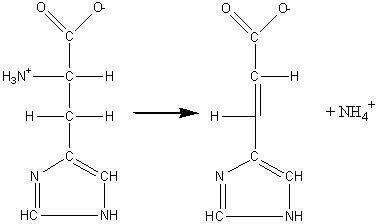 O O- O O-
C C
H₃N⁺ C H C H
H C H H C + NH₄⁺
C C
N CH N CH
HC NH HC NH